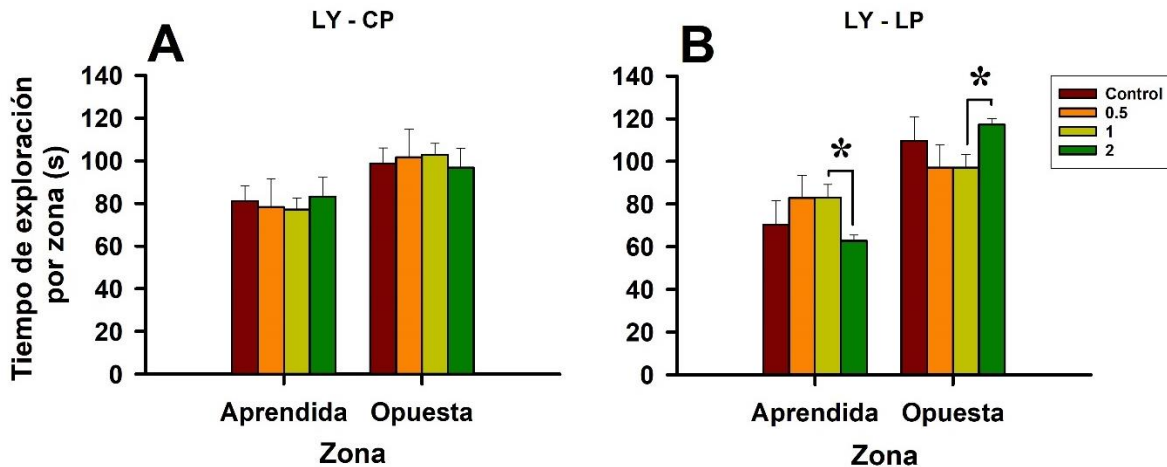 A
LY - CP
Tiempo de exploración
por zona (s)
140
120
100
80
60
40
20
0
Aprendida Opuesta
Zona
B
LY - LP
140
120
100
80
60
40
20
0
*
*
Aprendida Opuesta
Zona
Control
0.5
1
2